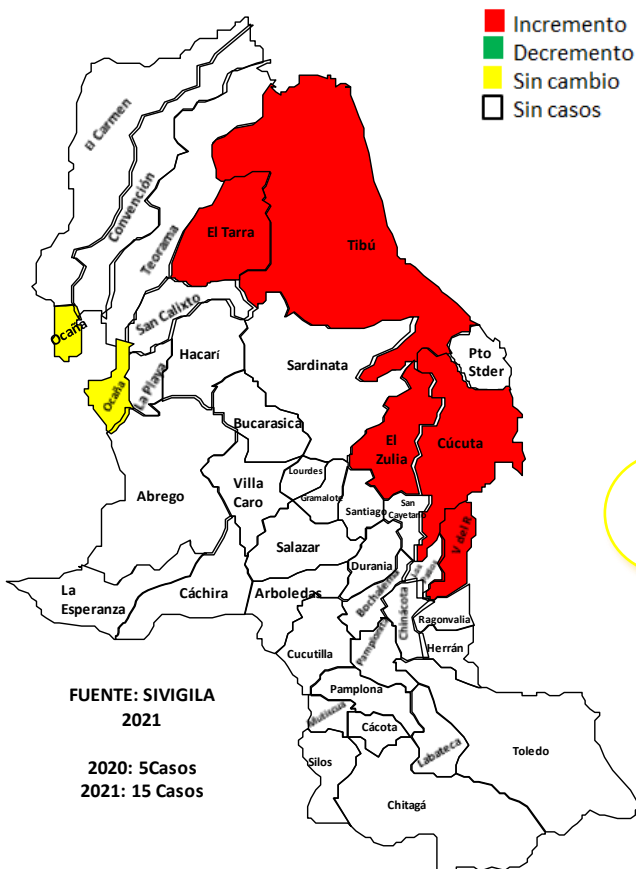 Incremento
Decremento
Sin cambio
Sin casos
El Carmen
Convención
Teorama
El Tarra
Tibú
Ocaña
San Calixto
Hacarí
Sardinata
Pto
Stder
Ocaña
La Playa
Bucarasica
El
Zulia
Cúcuta
Abrego
Villa
Caro
Lourdes
Gramalote
Santiago
San
Cayetano
V del R
Salazar
Durania
Los
Patios
La
Esperanza
Cáchira
Arboledas
Bochalema
Chinácota
Ragonvalia
Cucutilla
Pamplonita
Herrán
Pamplona
Mutiscua
Cácota
Labateca
Toledo
Silos
Chitagá
FUENTE: SIVIGILA
2021
2020: 5Casos
2021: 15 Casos